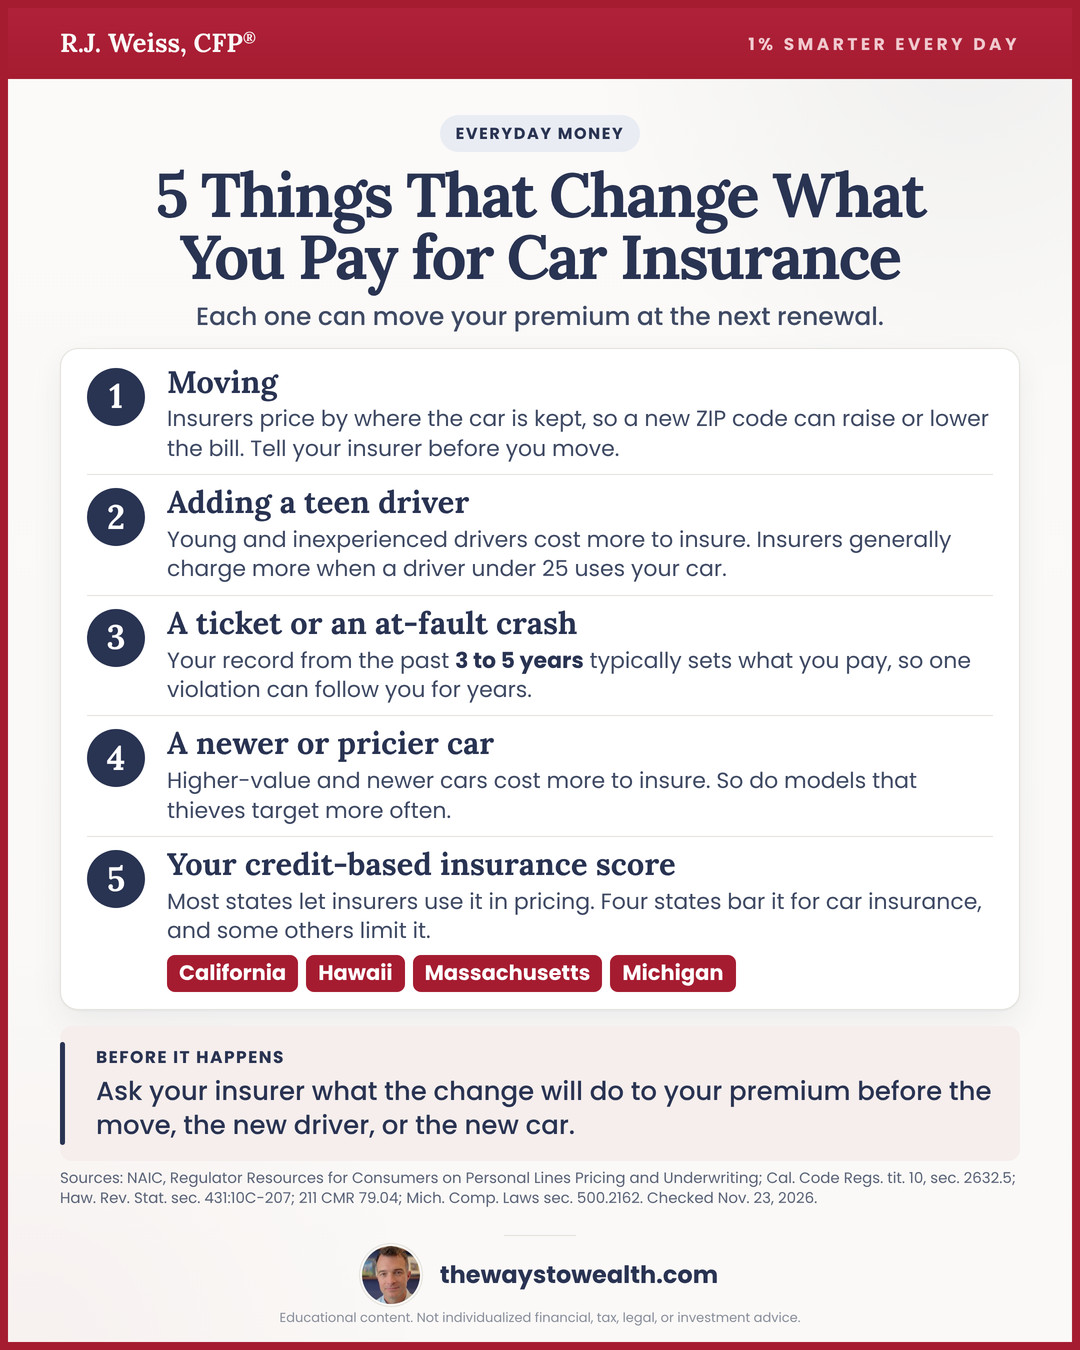 R.J. Weiss, CFP®
1% SMARTER EVERY DAY
EVERYDAY MONEY
5 Things That Change What
You Pay for Car Insurance
Each one can move your premium at the next renewal.
1
Moving
Insurers price by where the car is kept, so a new ZIP code can raise or lower
the bill. Tell your insurer before you move.
2
Adding a teen driver
Young and inexperienced drivers cost more to insure. Insurers generally
charge more when a driver under 25 uses your car.
3
A ticket or an at-fault crash
Your record from the past 3 to 5 years typically sets what you pay, so one
violation can follow you for years.
4
A newer or pricier car
Higher-value and newer cars cost more to insure. So do models that
thieves target more often.
5
Your credit-based insurance score
Most states let insurers use it in pricing. Four states bar it for car insurance,
and some others limit it.
California Hawaii Massachusetts Michigan
BEFORE IT HAPPENS
Ask your insurer what the change will do to your premium before the
move, the new driver, or the new car.
Sources: NAIC, Regulator Resources for Consumers on Personal Lines Pricing and Underwriting; Cal. Code Regs. tit. 10, sec. 2632.5;
Haw. Rev. Stat. sec. 431:10C-207; 211 CMR 79.04; Mich. Comp. Laws sec. 500.2162. Checked Nov. 23, 2026.
thewaystowealth.com
Educational content. Not individualized financial, tax, legal, or investment advice.